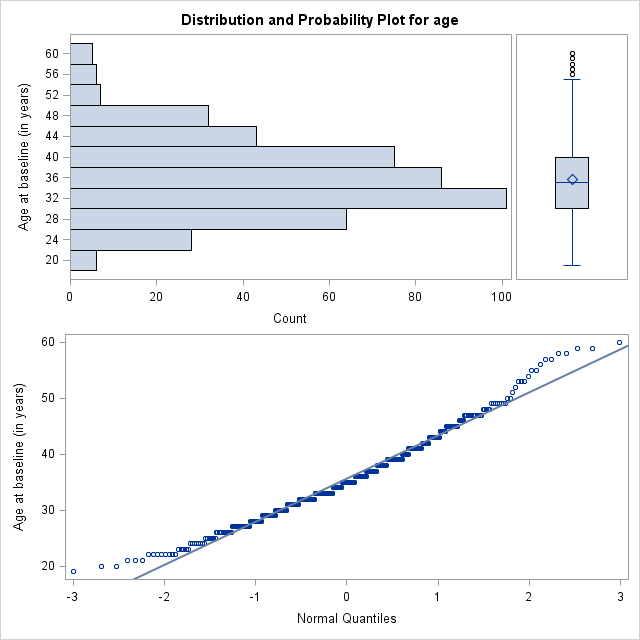 Distribution and Probability Plot for age
Age at baseline (in years)
60
56
52
48
44
40
36
32
28
24
20
0 20 40 60 80 100
Count
Age at baseline (in years)
60
50
40
30
20
-3 -2 -1 0 1 2 3
Normal Quantiles